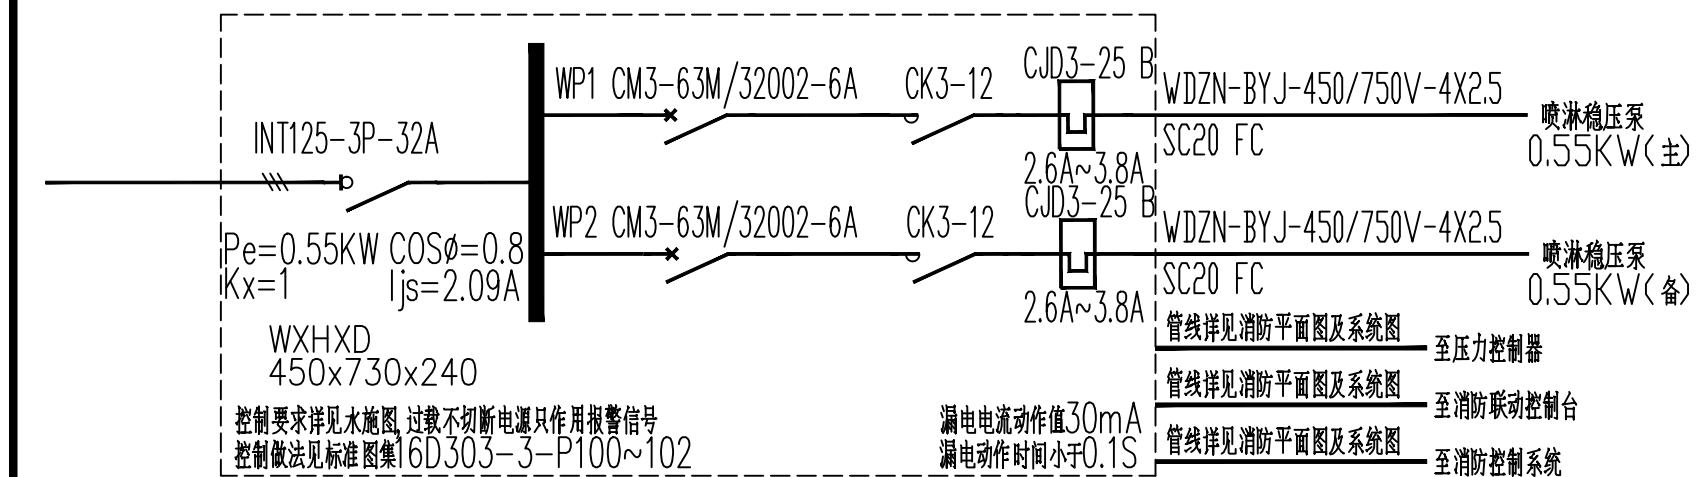 INT125-3P-32A
Pe=0.55KW COSø=0.8
Kx=1 Ijs=2.09A
WXHXD
450x730x240
控制要求详见水施图,过载不切断电源只作用报警信号
控制做法见标准图集16D303-3-P100~102
WP1 CM3-63M/32002-6A CK3-12 CJD3-25 B
2.6A~3.8A
WDZN-BYJ-450/750V-4X2.5
SC20 FC
喷淋稳压泵
0.55KW(主)
WP2 CM3-63M/32002-6A CK3-12 CJD3-25 B
2.6A~3.8A
WDZN-BYJ-450/750V-4X2.5
SC20 FC
喷淋稳压泵
0.55KW(备)
管线详见消防平面图及系统图 至压力控制器
管线详见消防平面图及系统图 至消防联动控制台
管线详见消防平面图及系统图 至消防控制系统
漏电电流动作值30mA
漏电动作时间小于0.1S